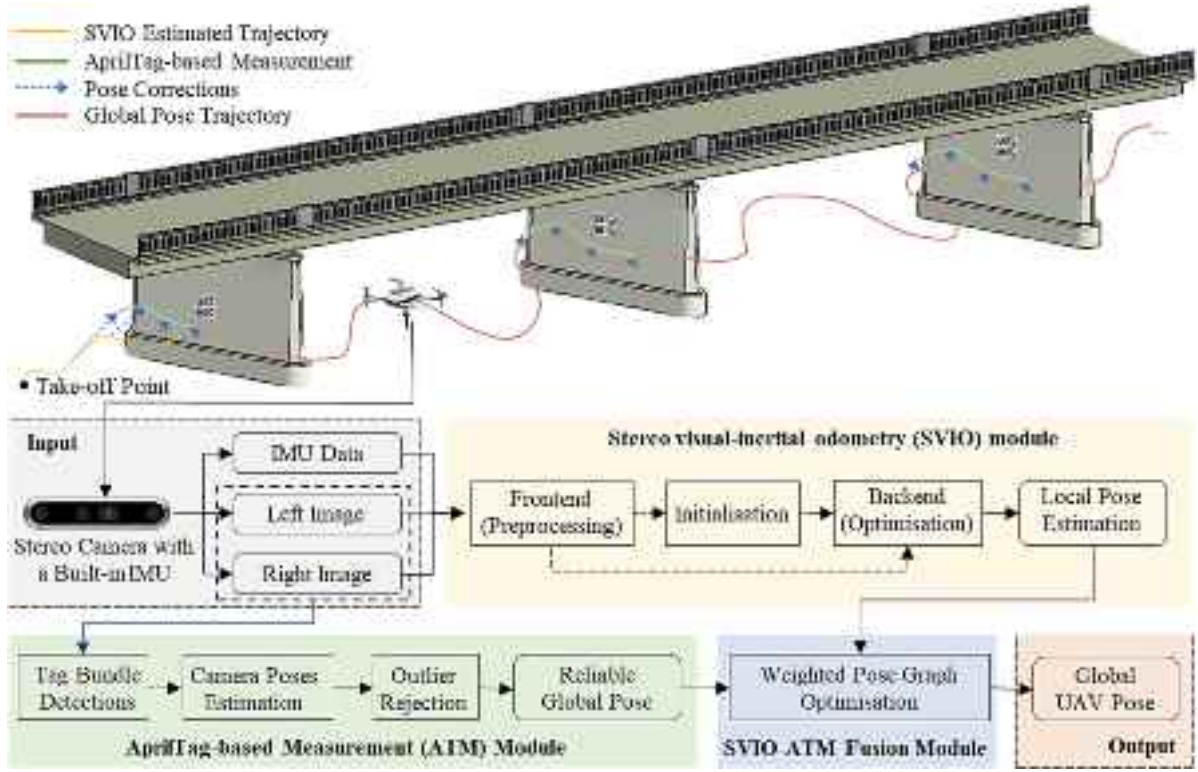 SVIO Estimated Trajectory
AprilTag-based Measurement
Pose Corrections
Global Pose Trajectory
Take-off Point
Input
IMU Data
Left Image
Right Image
Stereo Camera with
a Built-in IMU
Stereo visual-inertial odometry (SVIO) module
Frontend
(Preprocessing)
Initialisation
Backend
(Optimisation)
Local Pose
Estimation
Tag Bundle
Detections
Camera Poses
Estimation
Outlier
Rejection
Reliable
Global Pose
AprilTag-based Measurement (ATM) Module
Weighted Pose Graph
Optimisation
SVIO ATM Fusion Module
Global
UAV Pose
Output